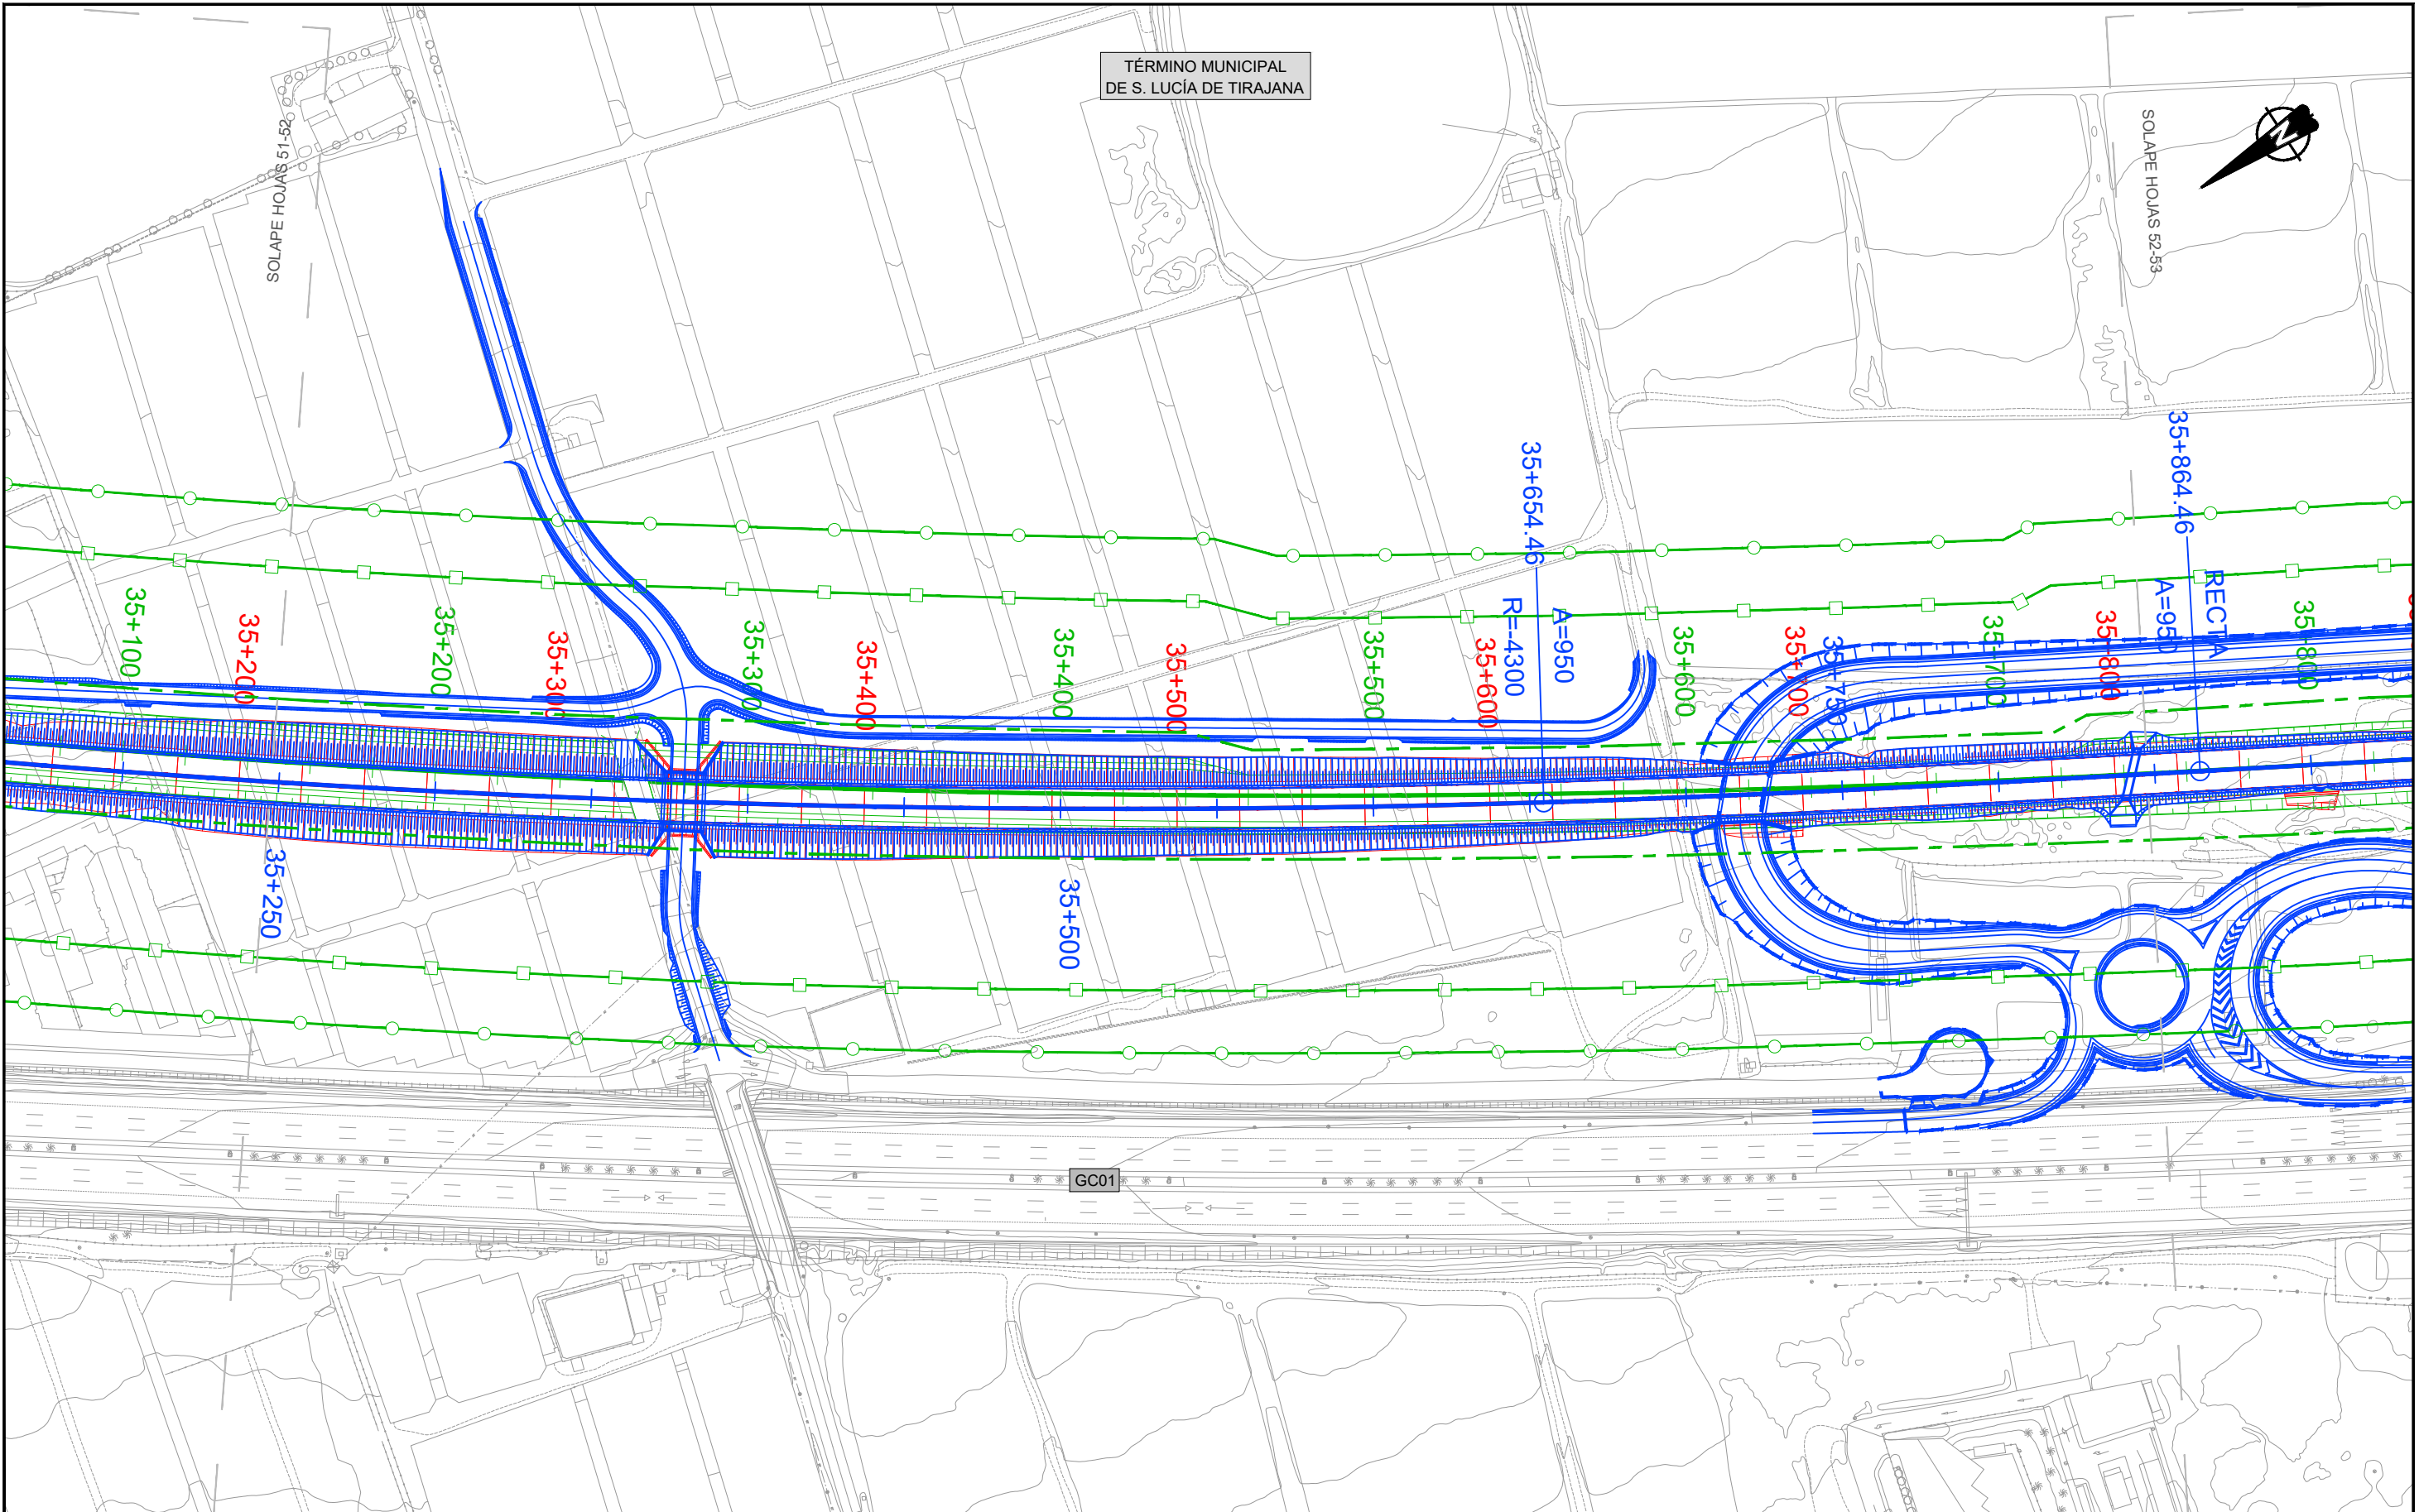 TÉRMINO MUNICIPAL
DE S. LUCÍA DE TIRAJANA
SOLAPE HOJAS 51-52
SOLAPE HOJAS 52-53
N
35+654.46
35+864.46
R=-4300
A=950
A=950
RECTA
35+100
35+200
35+200
35+300
35+300
35+400
35+400
35+500
35+500
35+600
35+600
35+700
35+750
35+700
35+800
35+800
35+250
35+500
GC01